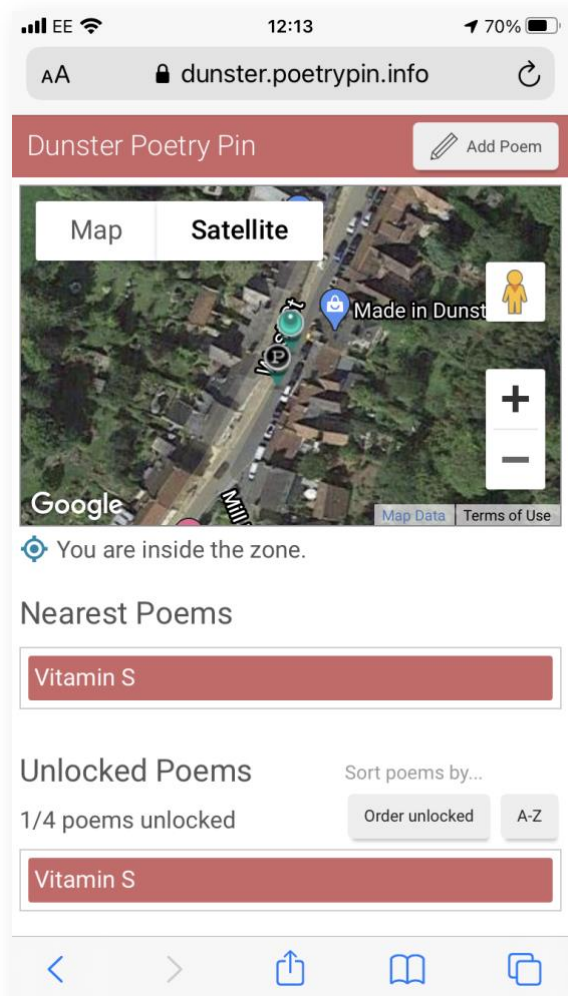 EE 12:13 70%
AA dunster.poetrypin.info
Dunster Poetry Pin Add Poem
Map Satellite
Made in Dunst
P
Google
Mill
Map Data Terms of Use
You are inside the zone.
Nearest Poems
Vitamin S
Unlocked Poems Sort poems by...
1/4 poems unlocked Order unlocked A-Z
Vitamin S